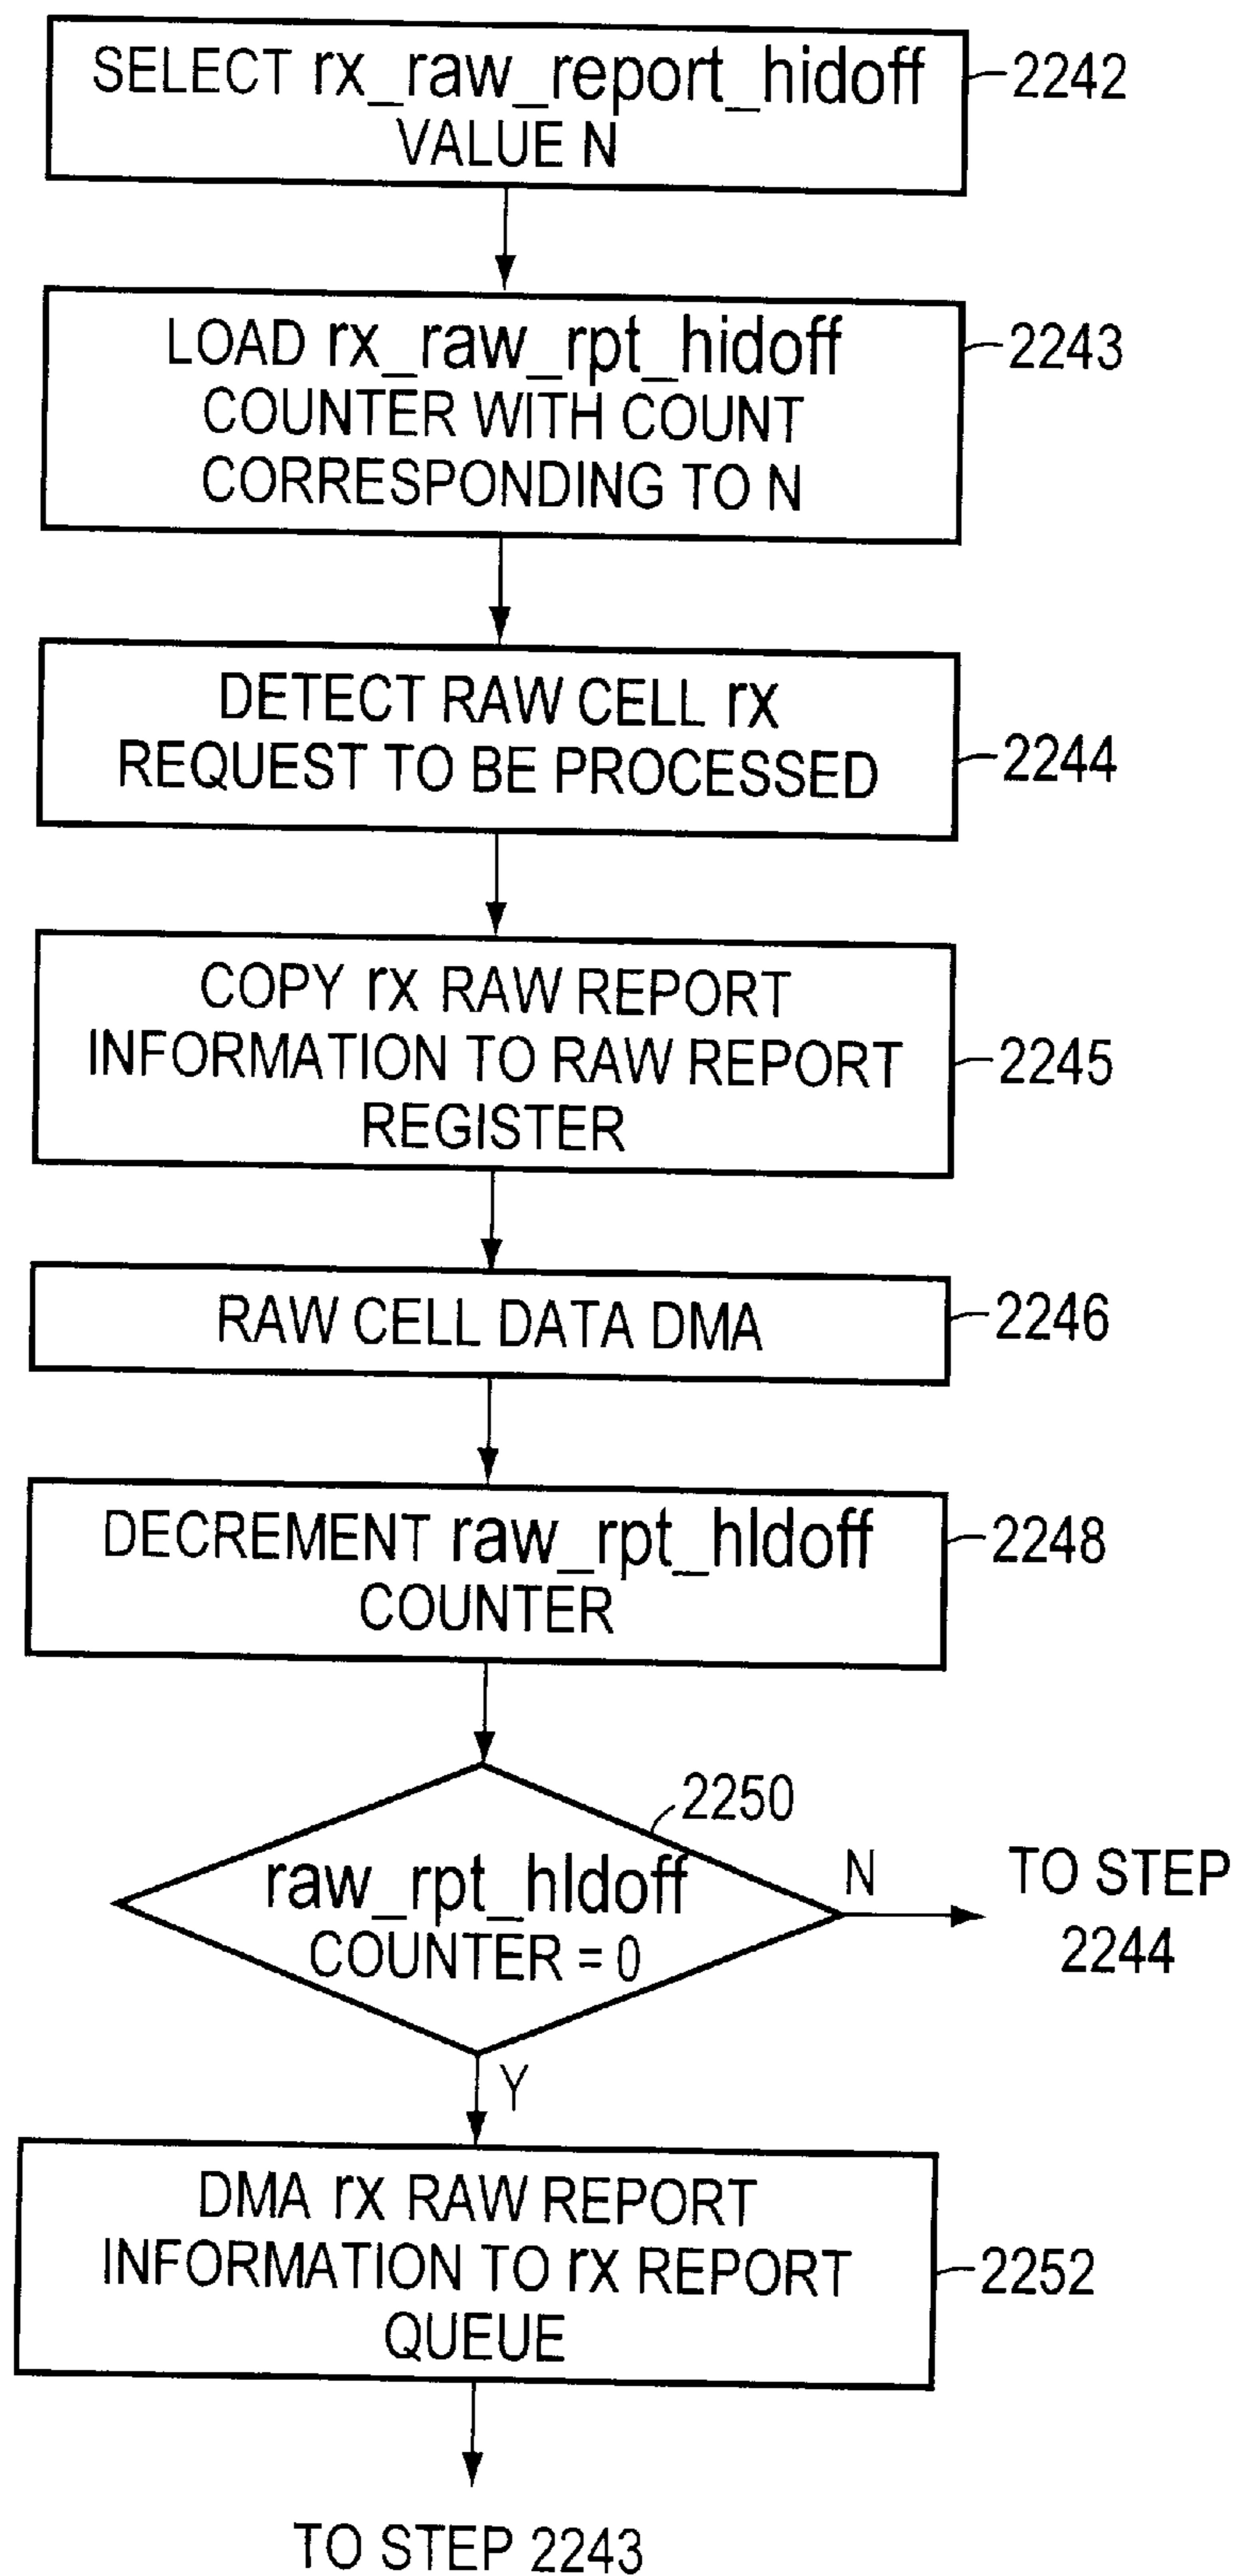 SELECT rx_raw_report_hidoff
VALUE N
2242
LOAD rx_raw_rpt_hidoff
COUNTER WITH COUNT
CORRESPONDING TO N
2243
DETECT RAW CELL rx
REQUEST TO BE PROCESSED
2244
COPY rx RAW REPORT
INFORMATION TO RAW REPORT
REGISTER
2245
RAW CELL DATA DMA
2246
DECREMENT raw_rpt_hldoff
COUNTER
2248
2250
raw_rpt_hldoff
COUNTER = 0
N
TO STEP
2244
Y
DMA rx RAW REPORT
INFORMATION TO rx REPORT
QUEUE
2252
TO STEP 2243